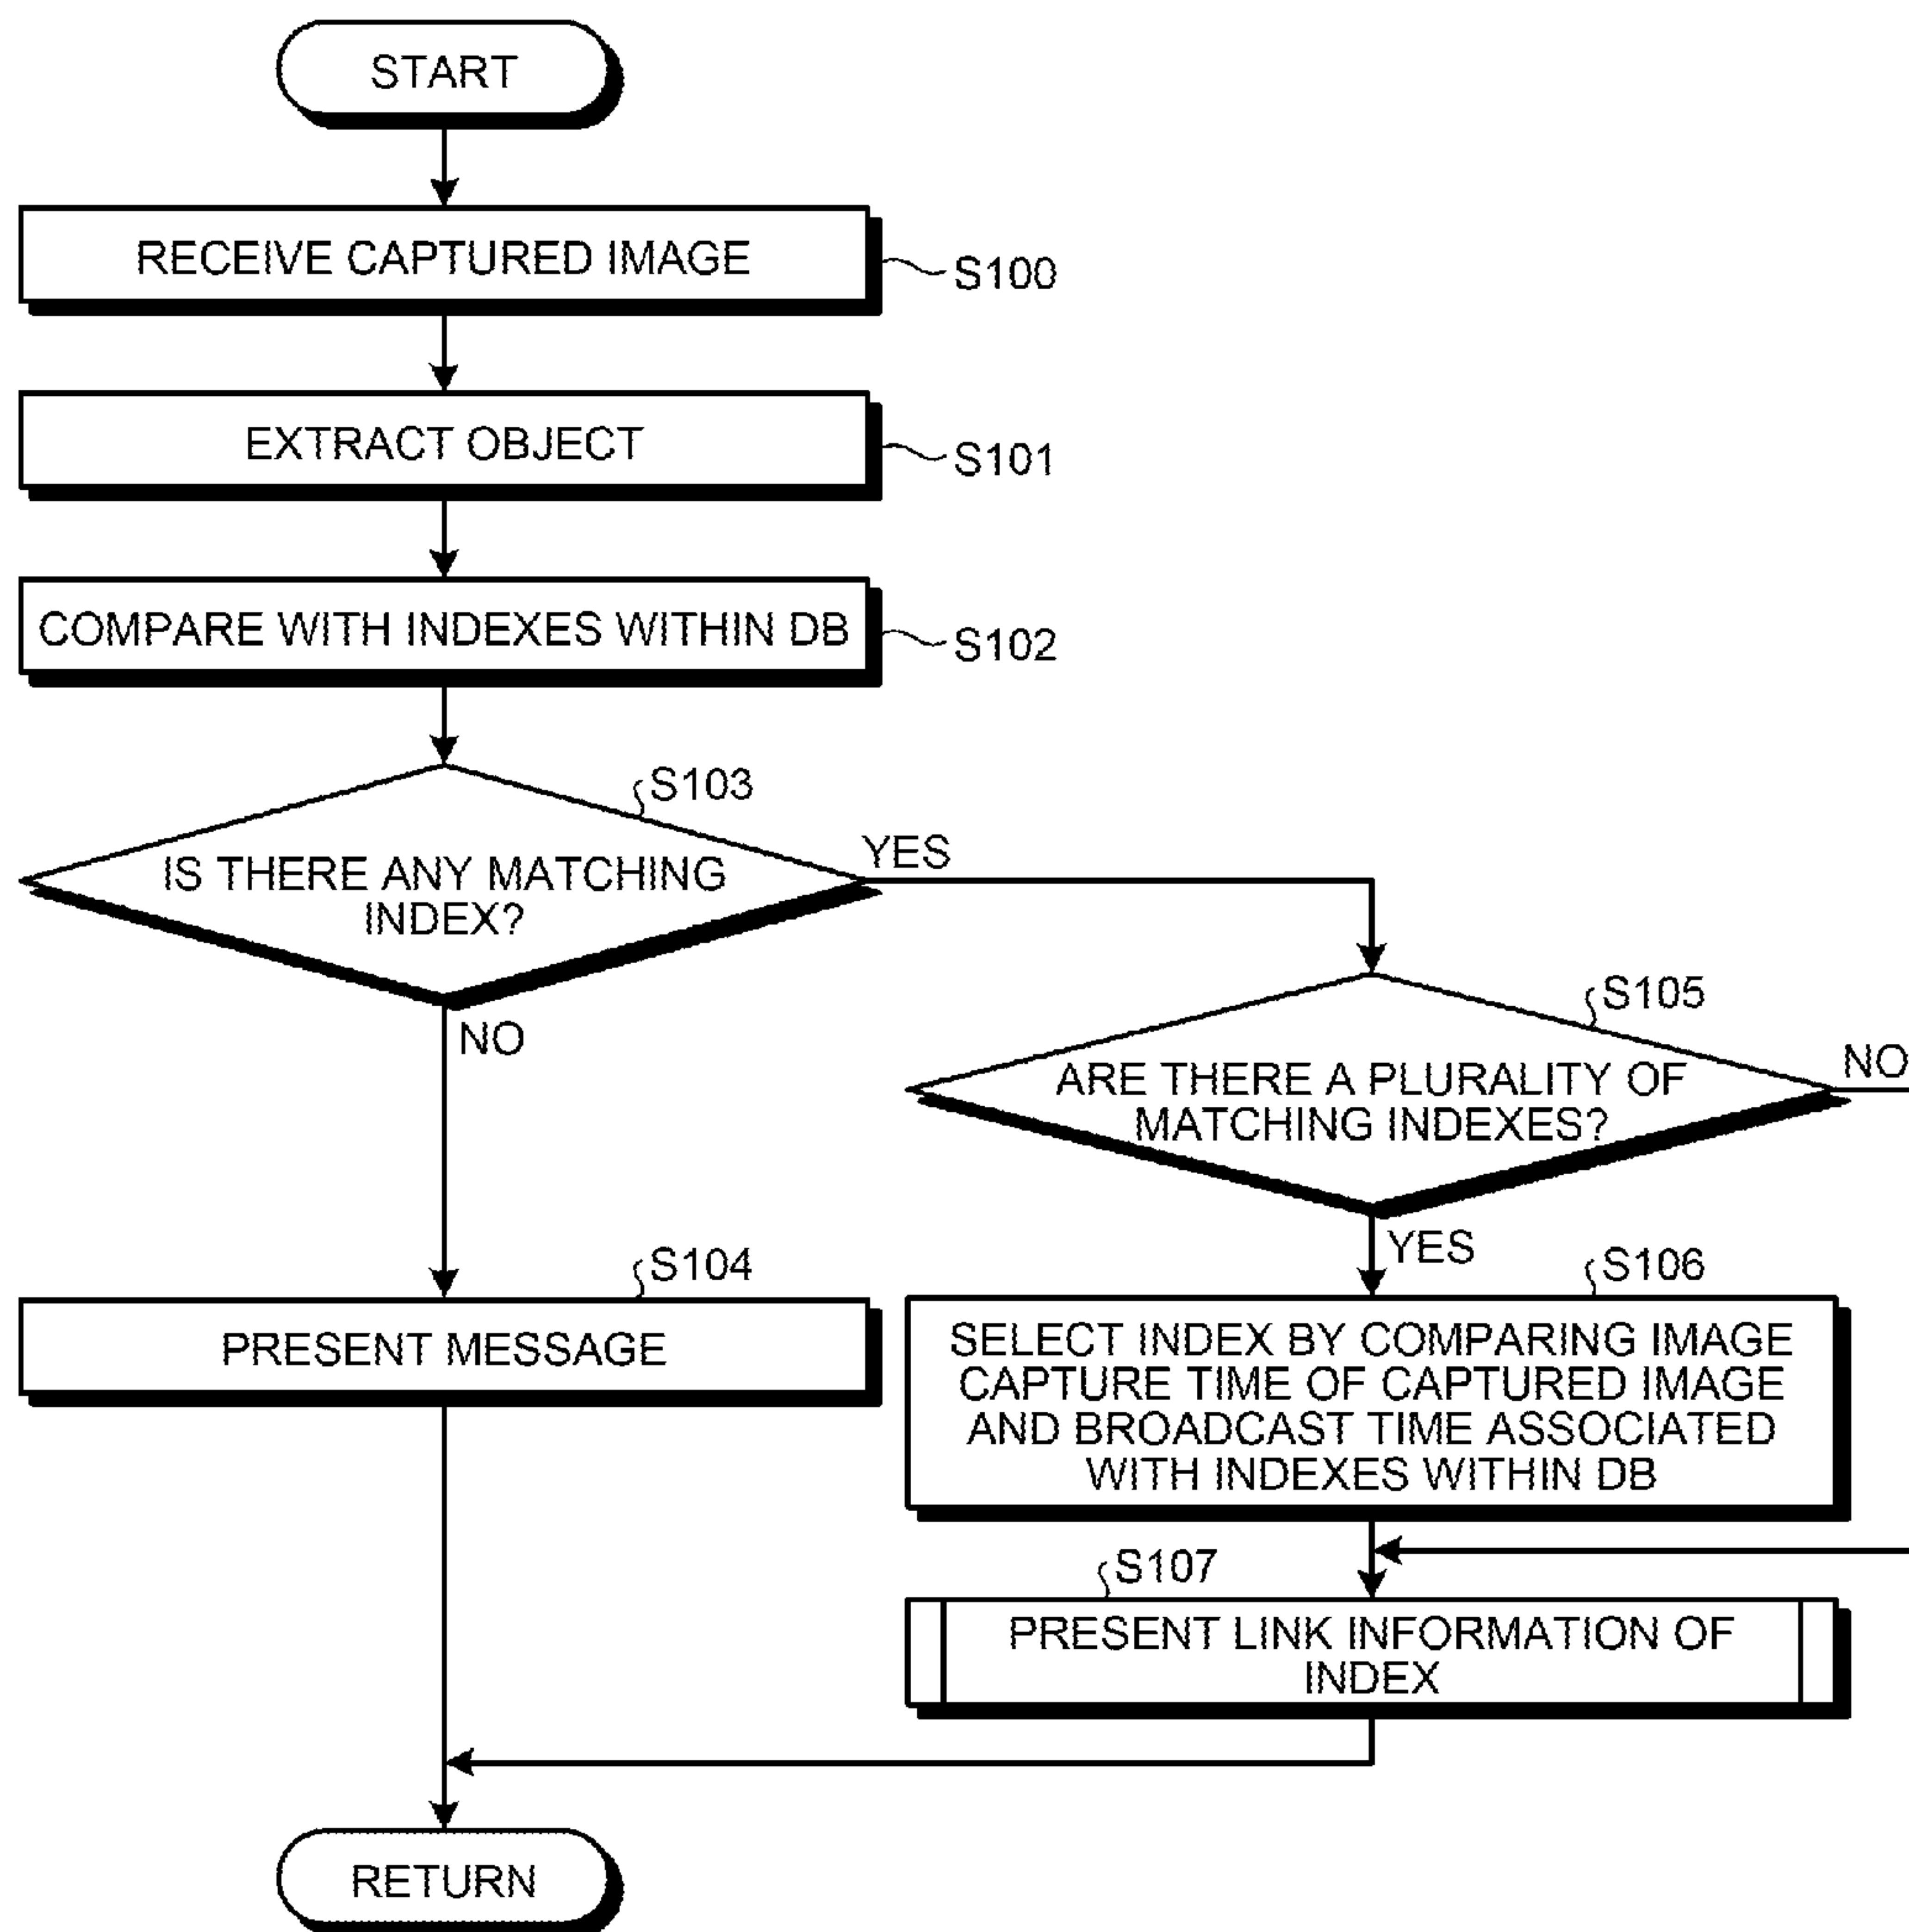 START
RECEIVE CAPTURED IMAGE
S100
EXTRACT OBJECT
S101
COMPARE WITH INDEXES WITHIN DB
S102
S103
IS THERE ANY MATCHING
INDEX?
YES
NO
S105
ARE THERE A PLURALITY OF
MATCHING INDEXES?
NO
YES
S104
PRESENT MESSAGE
S106
SELECT INDEX BY COMPARING IMAGE
CAPTURE TIME OF CAPTURED IMAGE
AND BROADCAST TIME ASSOCIATED
WITH INDEXES WITHIN DB
S107
PRESENT LINK INFORMATION OF
INDEX
RETURN